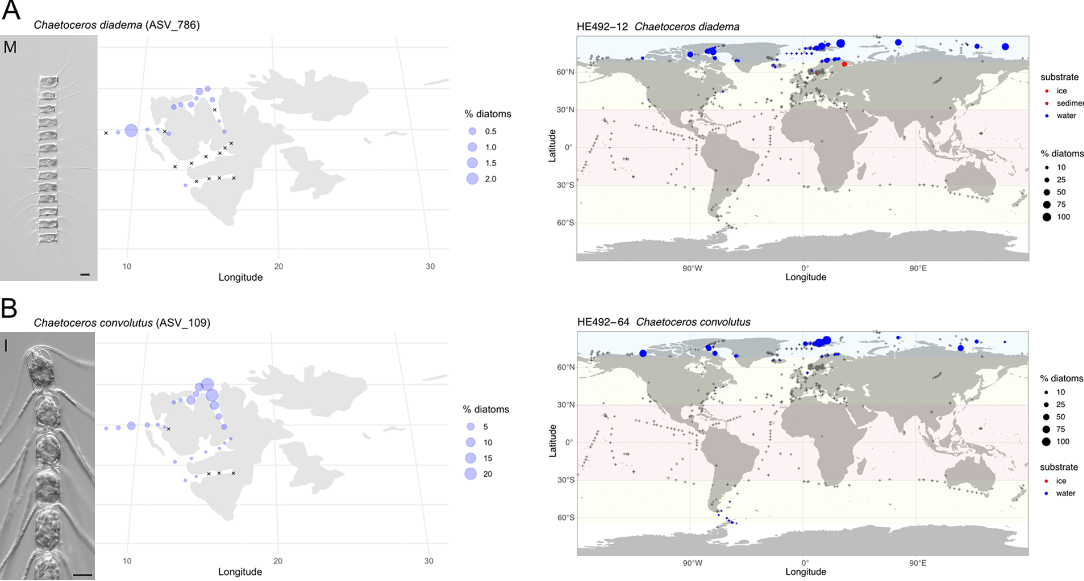 A
Chaetoceros diadema (ASV_786)
M
% diatoms
0.5
1.0
1.5
2.0
10
20
30
Longitude
HE492−12 Chaetoceros diadema
60°N
30°N
0°
30°S
60°S
Latitude
90°W
0°
90°E
Longitude
substrate
ice
sedimen
water
% diatoms
10
25
50
75
100
B
Chaetoceros convolutus (ASV_109)
I
% diatoms
5
10
15
20
10
20
30
Longitude
HE492−64 Chaetoceros convolutus
60°N
30°N
0°
30°S
60°S
Latitude
90°W
0°
90°E
Longitude
% diatoms
10
25
50
75
100
substrate
ice
water